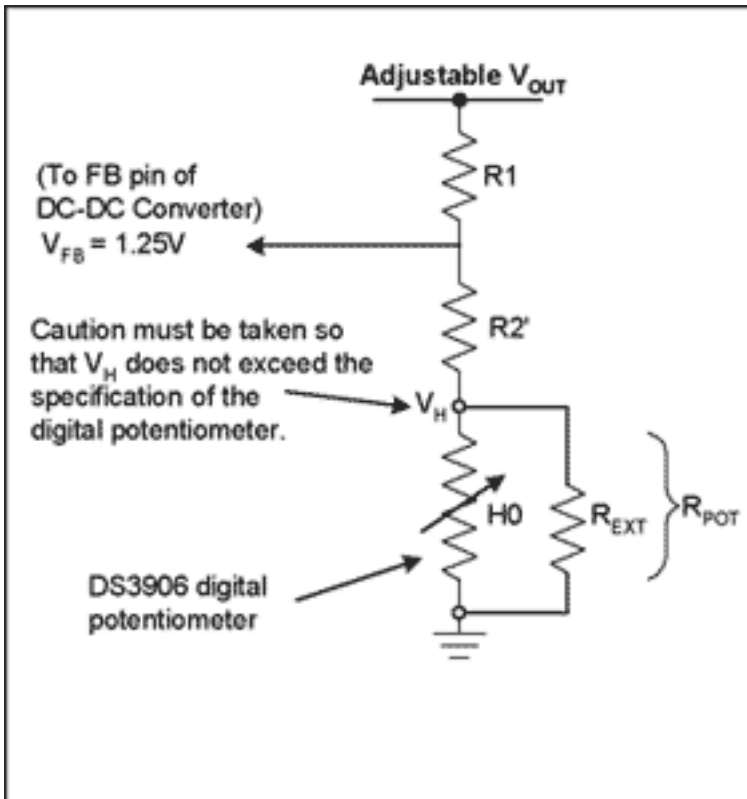 Adjustable VOUT
R1
(To FB pin of
DC-DC Converter)
VFB = 1.25V
R2'
Caution must be taken so
that VH does not exceed the
specification of the
digital potentiometer.
VH
H0
REXT
RPOT
DS3906 digital
potentiometer